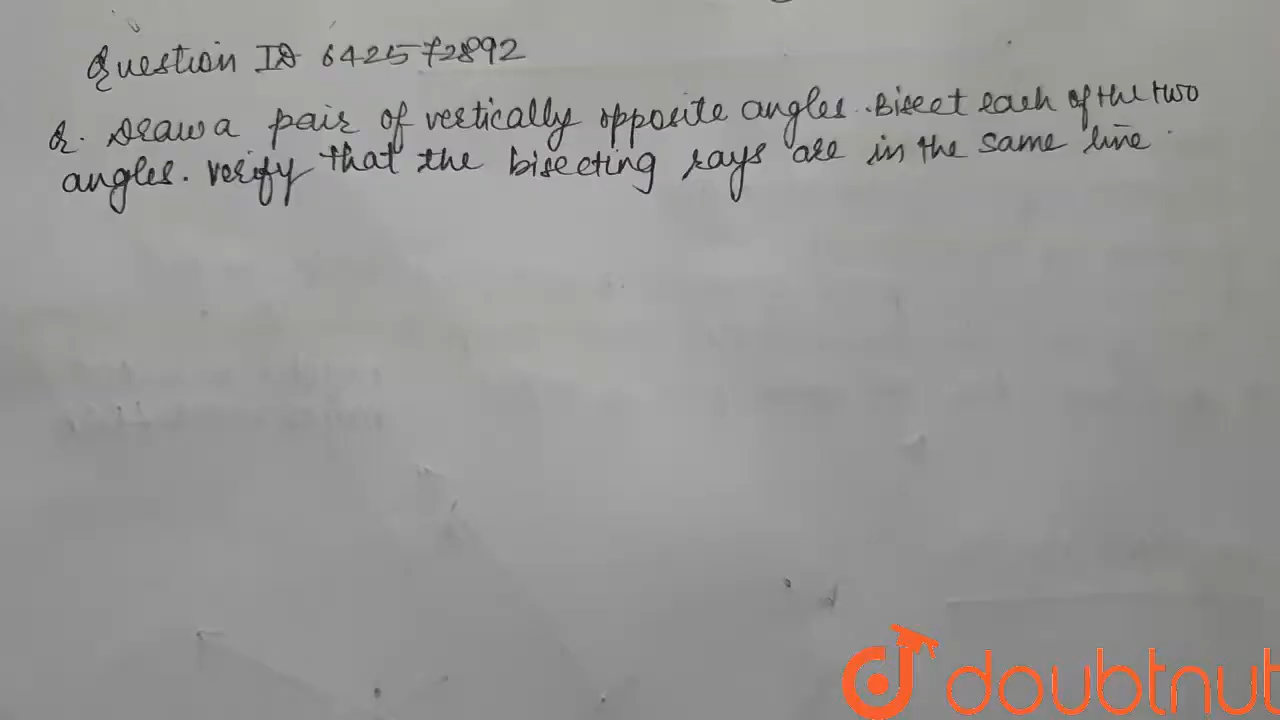 Question ID 642572892
Q. Draw a pair of vertically opposite angles. Bisect each of the two
angles. verify that the bisecting rays are in the same line.
doubtnut